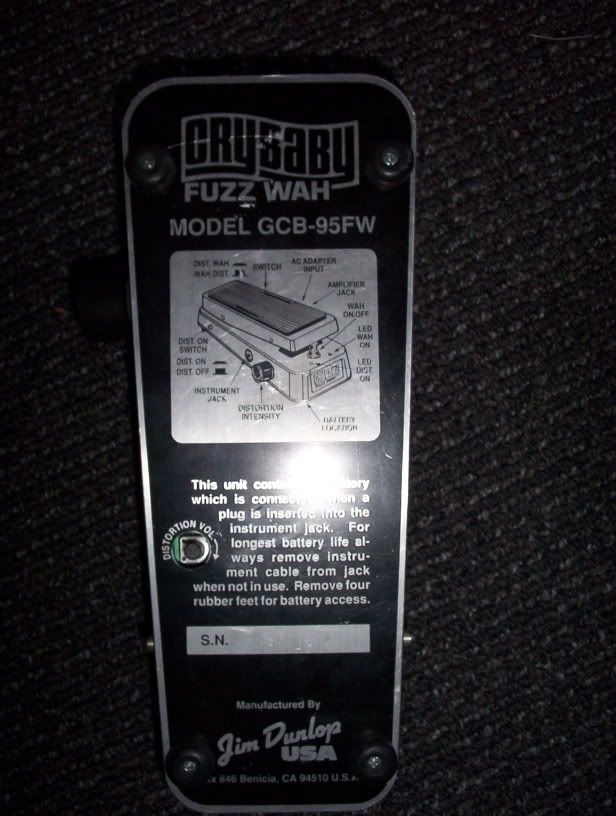 CRYBABY
FUZZ WAH
MODEL GCB-95FW
DIST. WAH
WAH DIST.
SWITCH
AC ADAPTER
INPUT
AMPLIFIER
JACK
WAH
ON/OFF
LED
WAH
ON
DIST. ON
SWITCH
DIST. ON
DIST. OFF
LED
DIST.
ON
INSTRUMENT
JACK
DISTORTION
INTENSITY
BATTERY
LOCATION
This unit
which is when a
plug is inserted into the
instrument jack. For
longest battery life al-
ways remove instru-
ment cable from jack
when not in use. Remove four
rubber feet for battery access.
DISTORTION VOL.
S.N.
Manufactured By
Jim Dunlop
USA
846 Benicia, CA 94510 U.S.A.